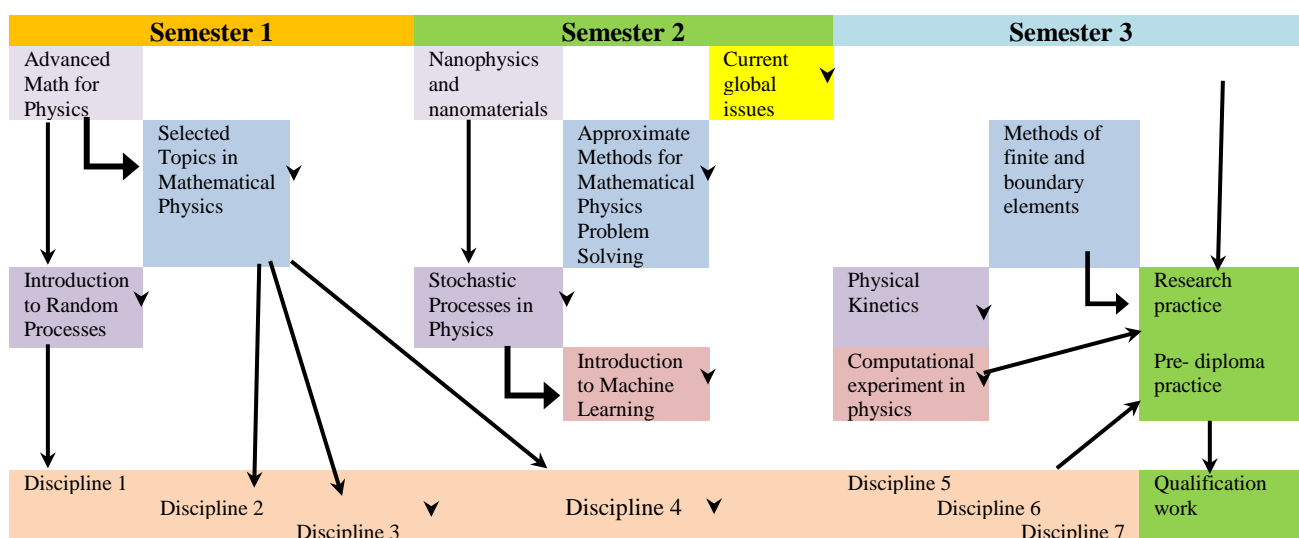 Semester 1
Semester 2
Semester 3
Advanced
Math for
Physics
Nanophysics
and
nanomaterials
Current
global
issues
Selected
Topics in
Mathematical
Physics
Approximate
Methods for
Mathematical
Physics
Problem
Solving
Methods of
finite and
boundary
elements
Introduction
to Random
Processes
Stochastic
Processes in
Physics
Physical
Kinetics
Research
practice
Introduction
to Machine
Learning
Computational
experiment in
physics
Pre- diploma
practice
Discipline 1
Discipline 2
Discipline 3
Discipline 4
Discipline 5
Discipline 6
Discipline 7
Qualification
work